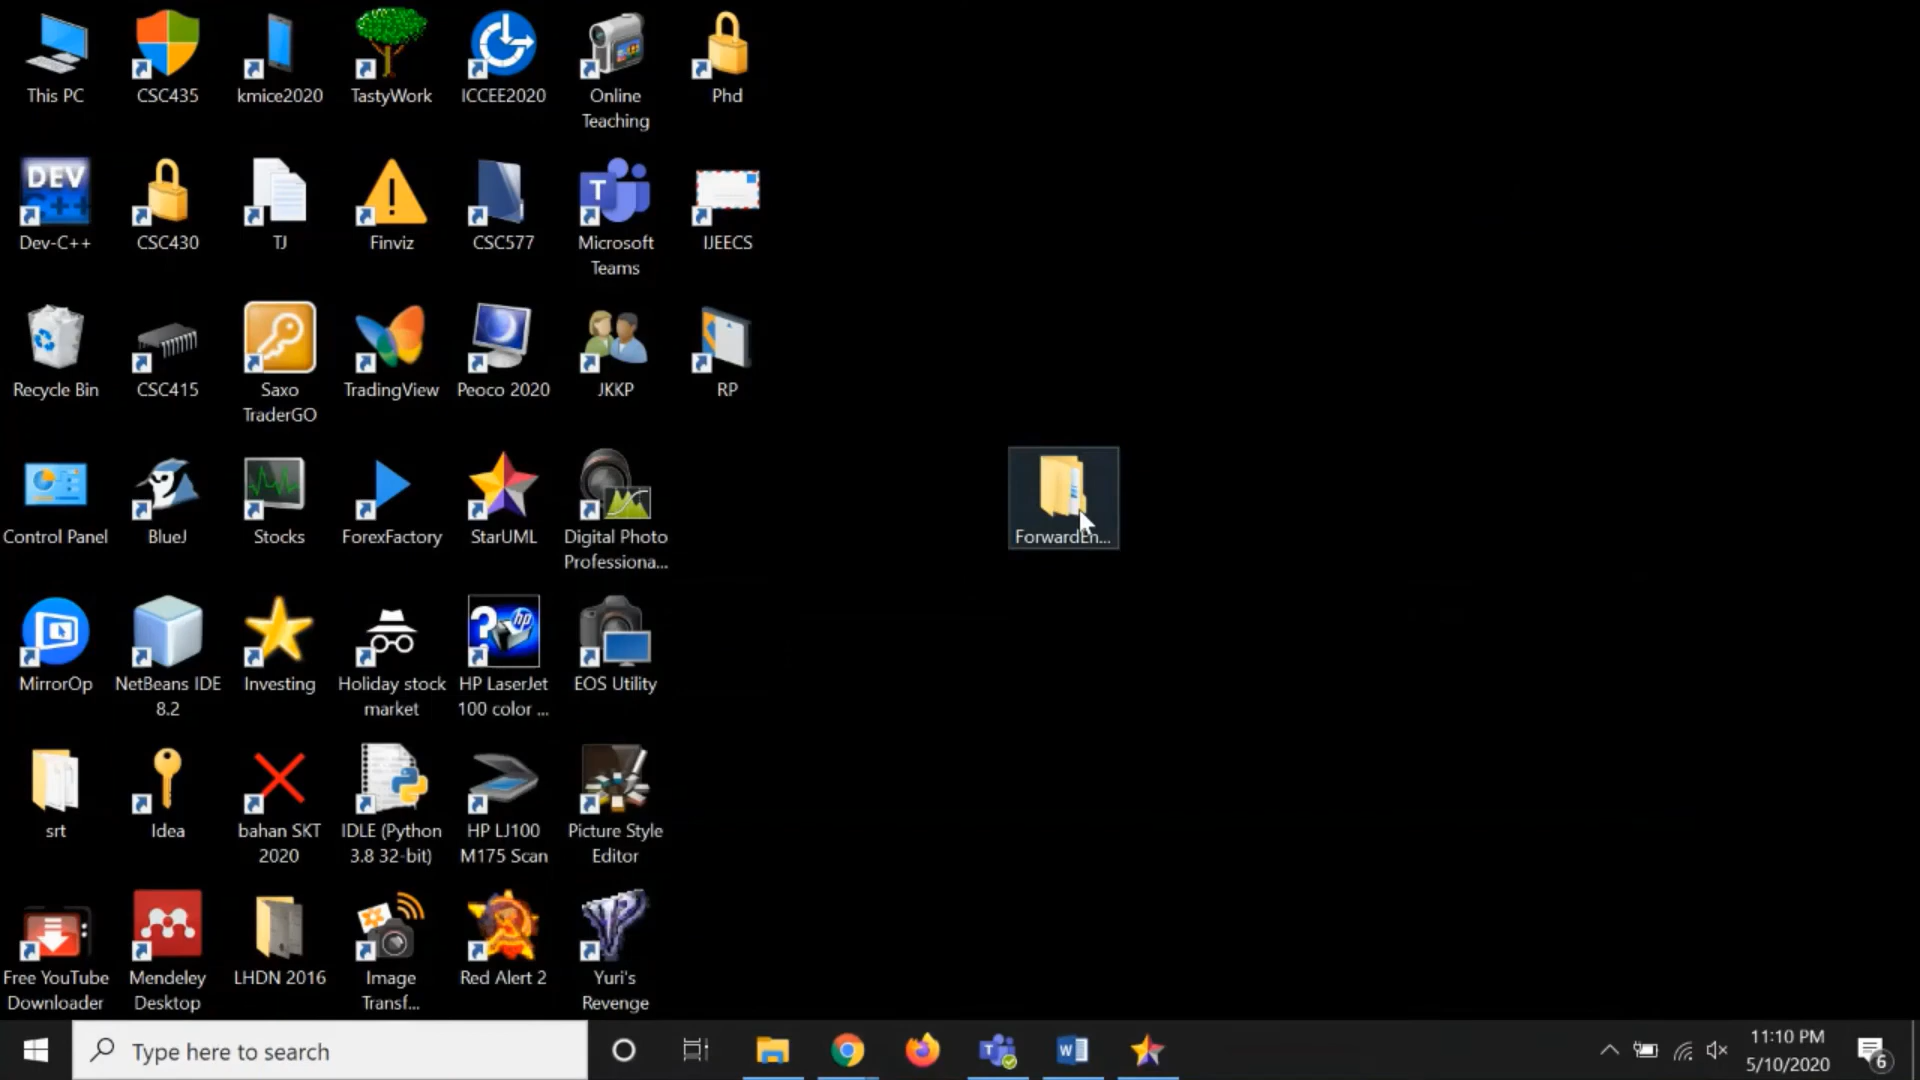 This PC
CSC435
kmice2020
TastyWork
ICCEE2020
Online
Teaching
Phd
DEV
C++
Dev-C++
CSC430
TJ
Finviz
CSC577
T
Microsoft
Teams
IJEECS
Recycle Bin
CSC415
Saxo
TraderGO
TradingView
Peoco 2020
JKKP
RP
Control Panel
BlueJ
Stocks
ForexFactory
StarUML
Digital Photo
Professiona...
ForwardEn...
MirrorOp
NetBeans IDE
8.2
Investing
Holiday stock
market
? hp
HP LaserJet
100 color ...
EOS Utility
srt
Idea
bahan SKT
2020
IDLE (Python
3.8 32-bit)
HP LJ100
M175 Scan
Picture Style
Editor
Free YouTube
Downloader
Mendeley
Desktop
LHDN 2016
Image
Transf...
Red Alert 2
Yuri's
Revenge
Type here to search
T
W
11:10 PM
5/10/2020
6